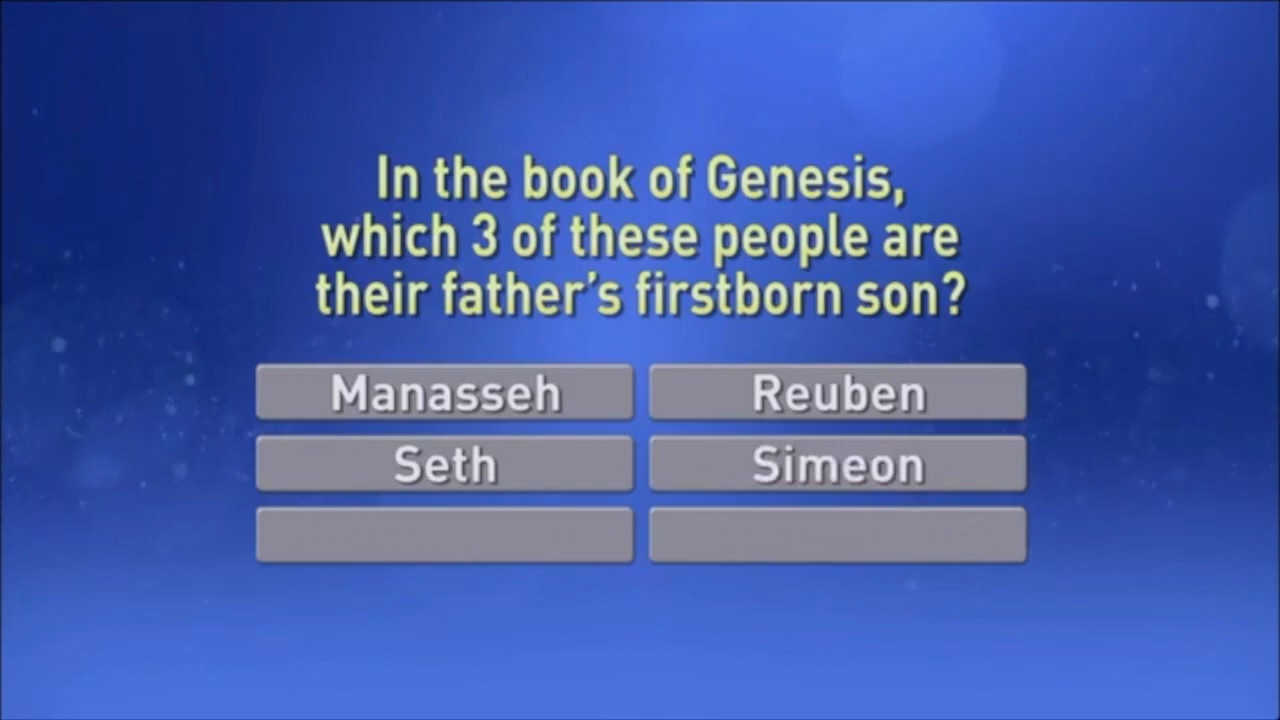 In the book of Genesis,
which 3 of these people are
their father's firstborn son?
Manasseh
Reuben
Seth
Simeon